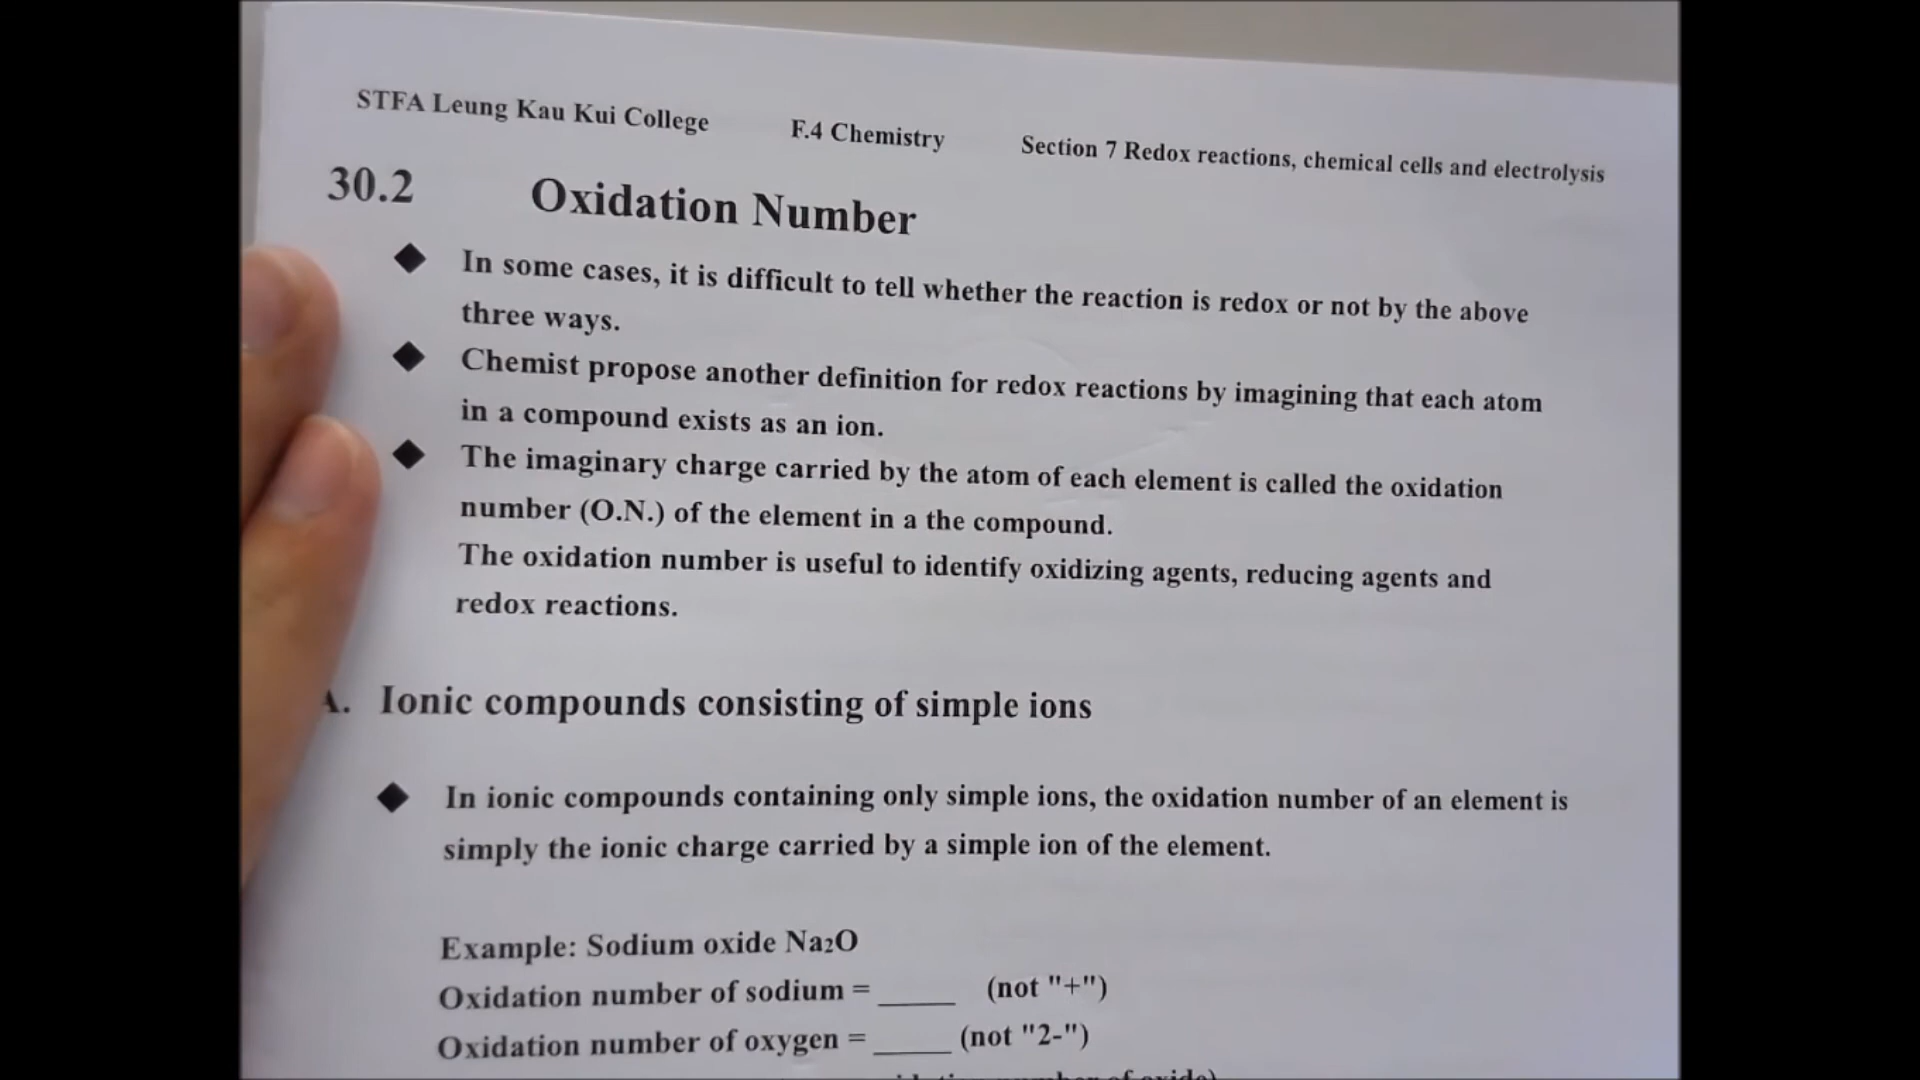 STFA Leung Kau Kui College F.4 Chemistry Section 7 Redox reactions, chemical cells and electrolysis
30.2 Oxidation Number
◆ In some cases, it is difficult to tell whether the reaction is redox or not by the above
three ways.
◆ Chemist propose another definition for redox reactions by imagining that each atom
in a compound exists as an ion.
◆ The imaginary charge carried by the atom of each element is called the oxidation
number (O.N.) of the element in a the compound.
The oxidation number is useful to identify oxidizing agents, reducing agents and
redox reactions.
A. Ionic compounds consisting of simple ions
◆ In ionic compounds containing only simple ions, the oxidation number of an element is
simply the ionic charge carried by a simple ion of the element.
Example: Sodium oxide Na₂O
Oxidation number of sodium = _____ (not "+")
Oxidation number of oxygen = _____ (not "2-")
of oxide)